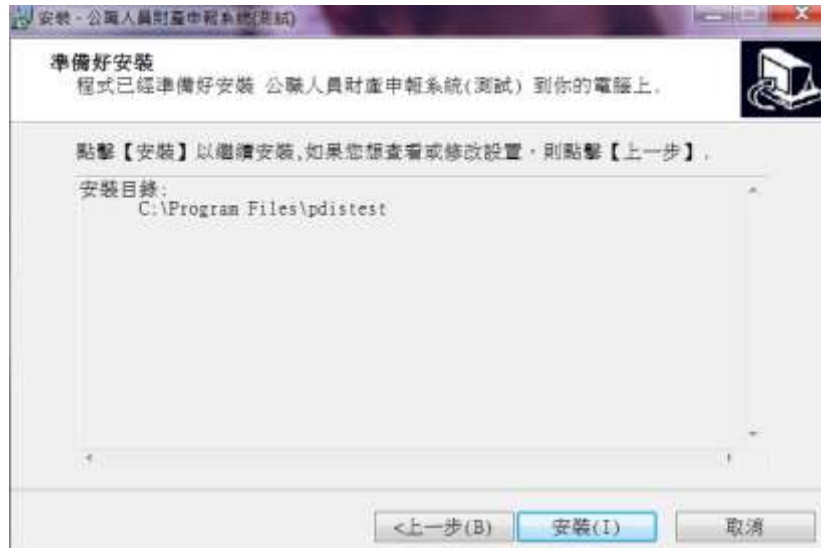 安裝 - 公職人員財產申報系統(測試)
準備好安裝
程式已經準備好安裝 公職人員財產申報系統(測試) 到你的電腦上.
點擊【安裝】以繼續安裝,如果您想查看或修改設置，則點擊【上一步】.
安裝目錄:
C:\Program Files\pdistest
<上一步(B)
安裝(I)
取消